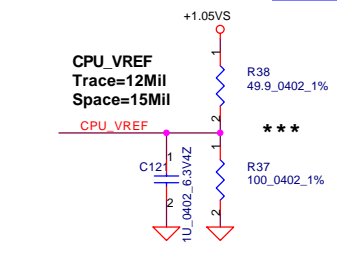 +1.05VS
1
CPU_VREF
Trace=12Mil
Space=15Mil
R38
49.9_0402_1%
2
CPU_VREF
***
1
1
C121
R37
100_0402_1%
2
2
1U_0402_6.3V4Z